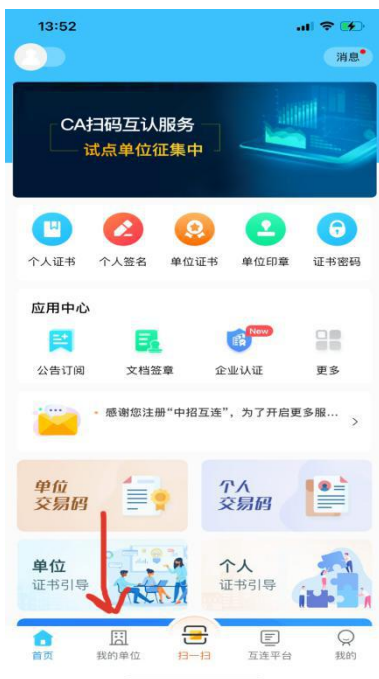 13:52
消息
CA扫码互认服务
试点单位征集中
个人证书 个人签名 单位证书 单位印章 证书密码
应用中心
New
公告订阅 文档签章 企业认证 更多
感谢您注册“中招互连”，为了开启更多服...
单位 个人
交易码 交易码
单位 个人
证书引导 证书引导
首页 我的单位 扫一扫 互连平台 我的